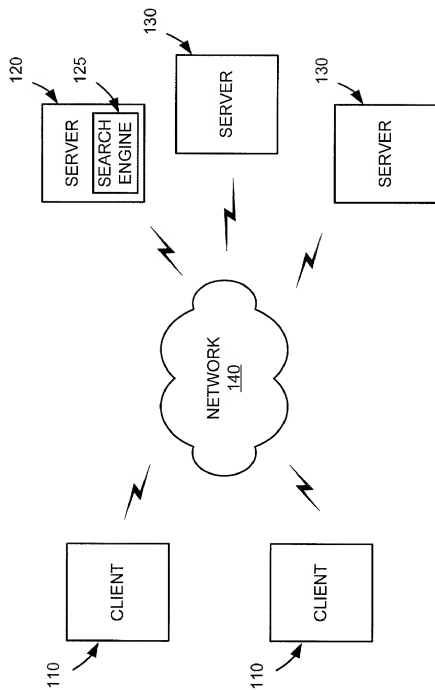 110
CLIENT
110
CLIENT
NETWORK
140
120
SERVER
SEARCH
ENGINE
125
130
SERVER
130
SERVER